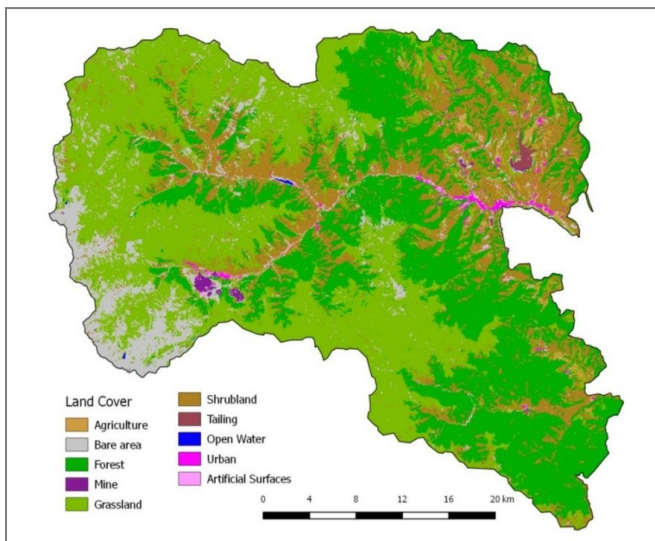 Land Cover
Agriculture
Bare area
Forest
Mine
Grassland
Shrubland
Tailing
Open Water
Urban
Artificial Surfaces
0 4 8 12 16 20 km